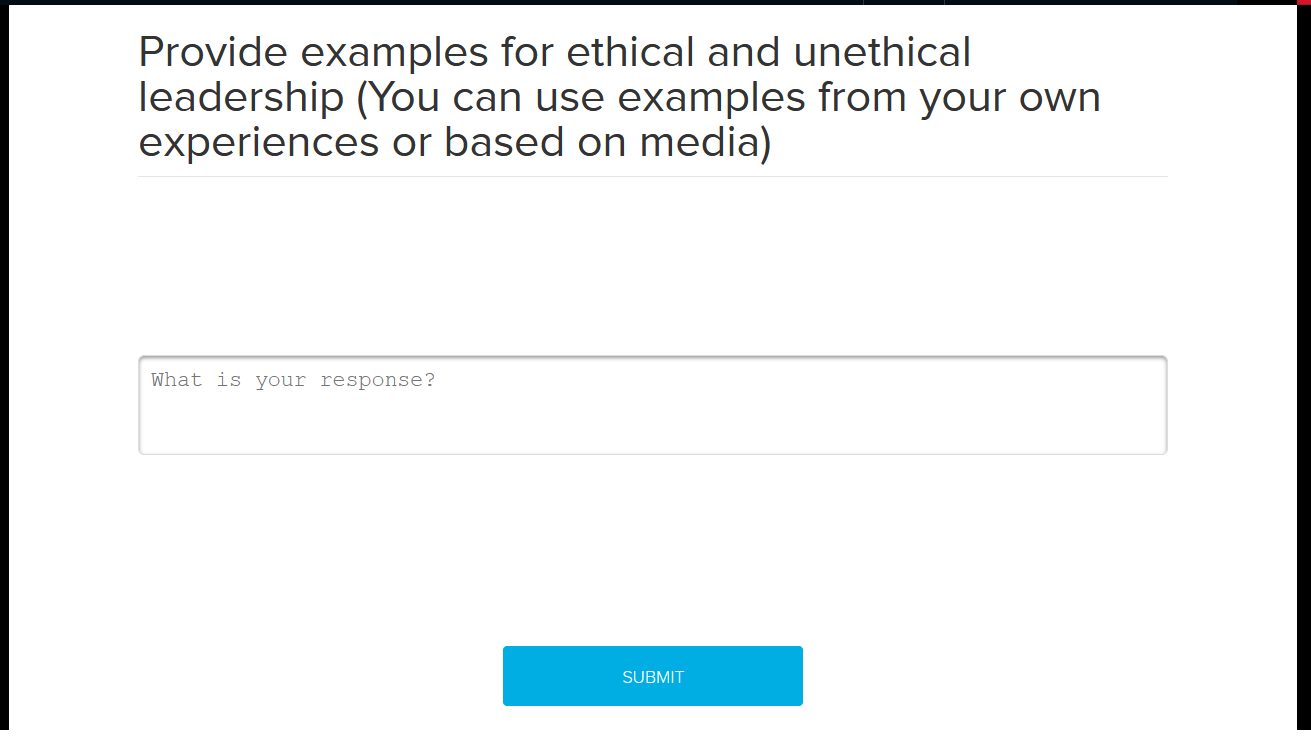 Provide examples for ethical and unethical
leadership (You can use examples from your own
experiences or based on media)
What is your response?
SUBMIT